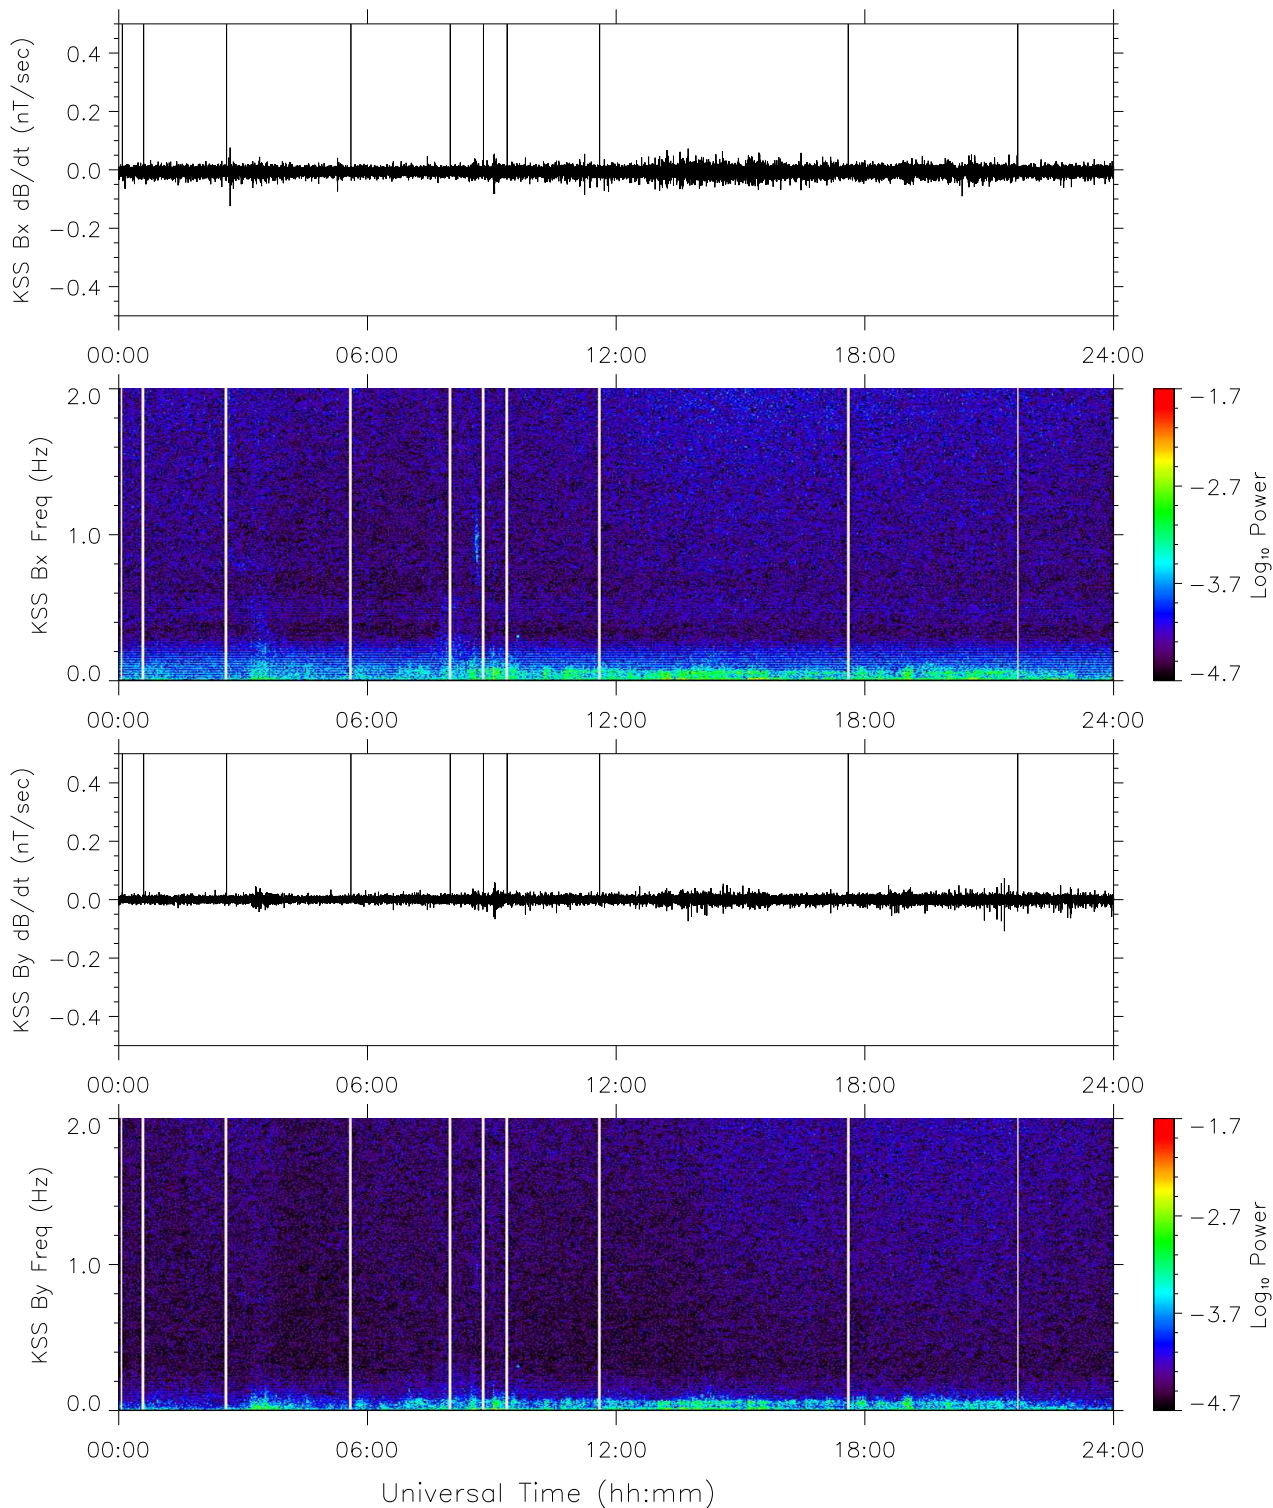 KSS Bx dB/dt (nT/sec)
0.4
0.2
0.0
−0.2
−0.4
00:00 06:00 12:00 18:00 24:00
KSS Bx Freq (Hz)
2.0
1.0
0.0
00:00 06:00 12:00 18:00 24:00
−1.7
−2.7
−3.7
−4.7
Log₁₀ Power
KSS By dB/dt (nT/sec)
0.4
0.2
0.0
−0.2
−0.4
00:00 06:00 12:00 18:00 24:00
KSS By Freq (Hz)
2.0
1.0
0.0
00:00 06:00 12:00 18:00 24:00
−1.7
−2.7
−3.7
−4.7
Log₁₀ Power
Universal Time (hh:mm)